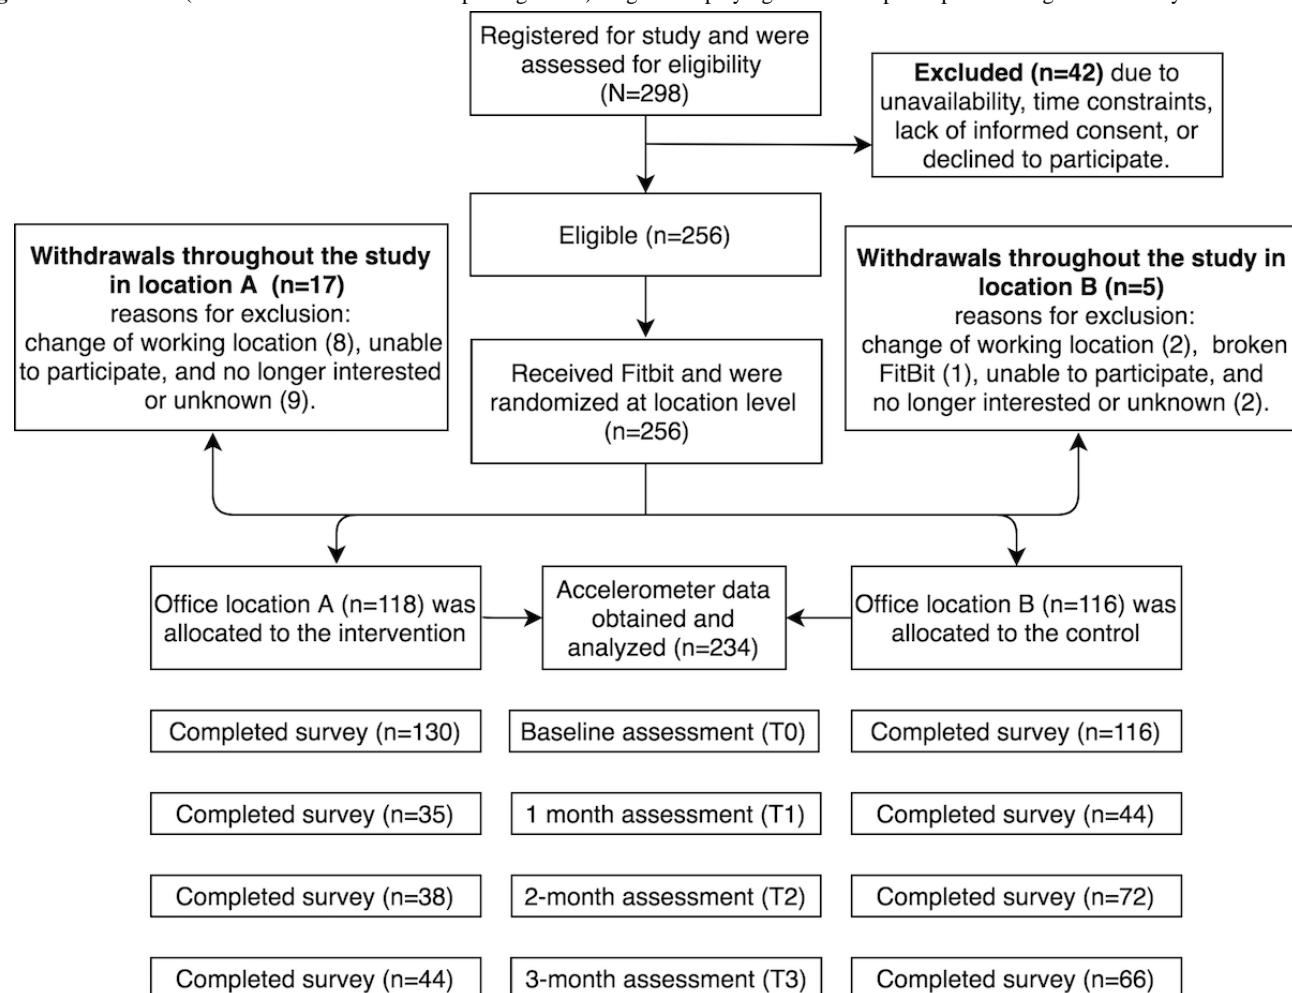 Registered for study and were
assessed for eligibility
(N=298)
Excluded (n=42) due to
unavailability, time constraints,
lack of informed consent, or
declined to participate.
Eligible (n=256)
Withdrawals throughout the study
in location A (n=17)
reasons for exclusion:
change of working location (8), unable
to participate, and no longer interested
or unknown (9).
Received Fitbit and were
randomized at location level
(n=256)
Withdrawals throughout the study in
location B (n=5)
reasons for exclusion:
change of working location (2), broken
FitBit (1), unable to participate, and
no longer interested or unknown (2).
Office location A (n=118) was
allocated to the intervention
Accelerometer data
obtained and
analyzed (n=234)
Office location B (n=116) was
allocated to the control
Completed survey (n=130)
Baseline assessment (T0)
Completed survey (n=116)
Completed survey (n=35)
1 month assessment (T1)
Completed survey (n=44)
Completed survey (n=38)
2-month assessment (T2)
Completed survey (n=72)
Completed survey (n=44)
3-month assessment (T3)
Completed survey (n=66)